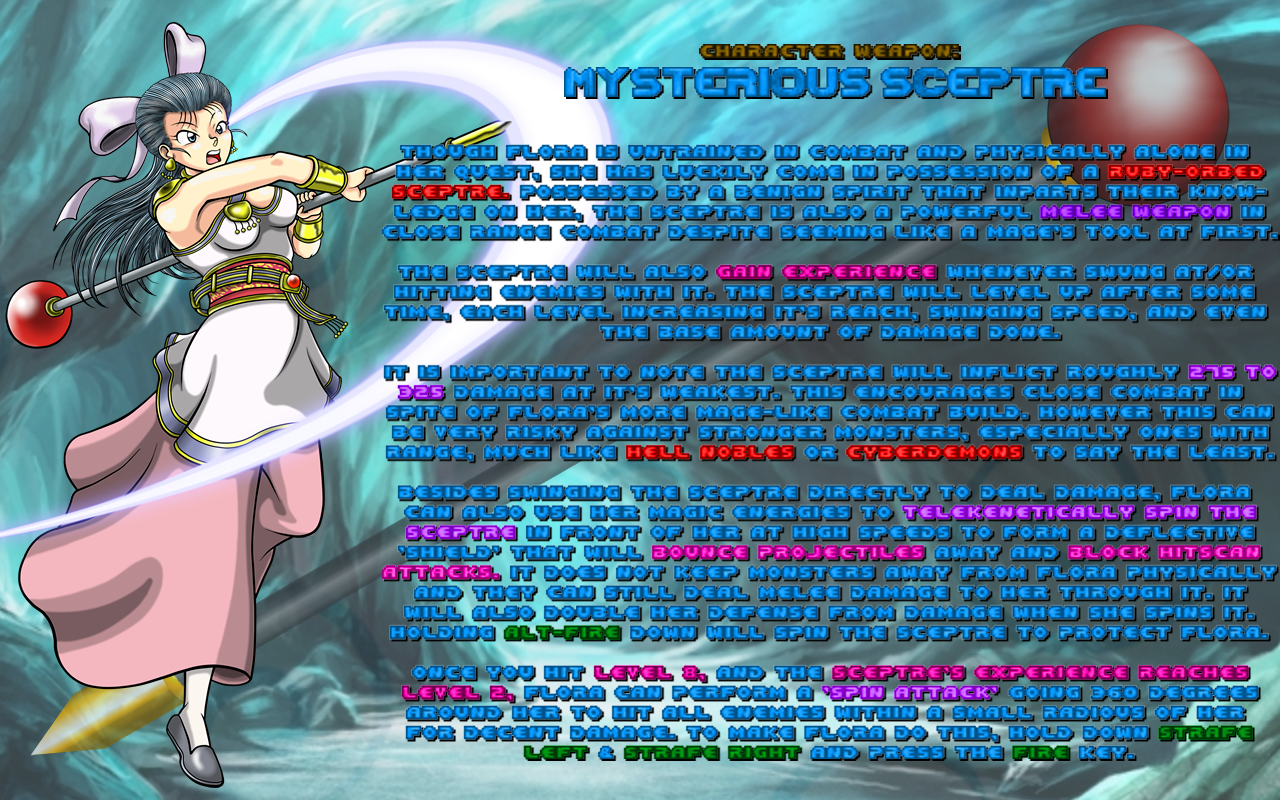 CHARACTER WEAPON:
MYSTERIOUS SCEPTRE
THOUGH FLORA IS UNTRAINED IN COMBAT AND PHYSICALLY ALONE IN
HER QUEST, SHE HAS LUCKILY COME IN POSSESSION OF A RUBY-ORBED
SCEPTRE. POSSESSED BY A BENIGN SPIRIT THAT IMPARTS THEIR KNOW-
LEDGE ON HER, THE SCEPTRE IS ALSO A POWERFUL MELEE WEAPON IN
CLOSE RANGE COMBAT DESPITE SEEMING LIKE A MAGE'S TOOL AT FIRST.
THE SCEPTRE WILL ALSO GAIN EXPERIENCE WHENEVER SWUNG AT/OR
HITTING ENEMIES WITH IT. THE SCEPTRE WILL LEVEL UP AFTER SOME
TIME, EACH LEVEL INCREASING IT'S REACH, SWINGING SPEED, AND EVEN
THE BASE AMOUNT OF DAMAGE DONE.
IT IS IMPORTANT TO NOTE THE SCEPTRE WILL INFLICT ROUGHLY 275 TO
325 DAMAGE AT IT'S WEAKEST. THIS ENCOURAGES CLOSE COMBAT IN
SPITE OF FLORA'S MORE MAGE-LIKE COMBAT BUILD. HOWEVER THIS CAN
BE VERY RISKY AGAINST STRONGER MONSTERS, ESPECIALLY ONES WITH
RANGE, MUCH LIKE HELL NOBLES OR CYBERDEMONS TO SAY THE LEAST.
BESIDES SWINGING THE SCEPTRE DIRECTLY TO DEAL DAMAGE, FLORA
CAN ALSO USE HER MAGIC ENERGIES TO TELEKENETICALLY SPIN THE
SCEPTRE IN FRONT OF HER AT HIGH SPEEDS TO FORM A DEFLECTIVE
'SHIELD' THAT WILL BOUNCE PROJECTILES AWAY AND BLOCK HITSCAN
ATTACKS. IT DOES NOT KEEP MONSTERS AWAY FROM FLORA PHYSICALLY
AND THEY CAN STILL DEAL MELEE DAMAGE TO HER THROUGH IT. IT
WILL ALSO DOUBLE HER DEFENSE FROM DAMAGE WHEN SHE SPINS IT.
HOLDING ALT-FIRE DOWN WILL SPIN THE SCEPTRE TO PROTECT FLORA.
ONCE YOU HIT LEVEL 8, AND THE SCEPTRE'S EXPERIENCE REACHES
LEVEL 2, FLORA CAN PERFORM A 'SPIN ATTACK' GOING 360 DEGREES
AROUND HER TO HIT ALL ENEMIES WITHIN A SMALL RADIOUS OF HER
FOR DECENT DAMAGE. TO MAKE FLORA DO THIS, HOLD DOWN STRAFE
LEFT & STRAFE RIGHT AND PRESS THE FIRE KEY.